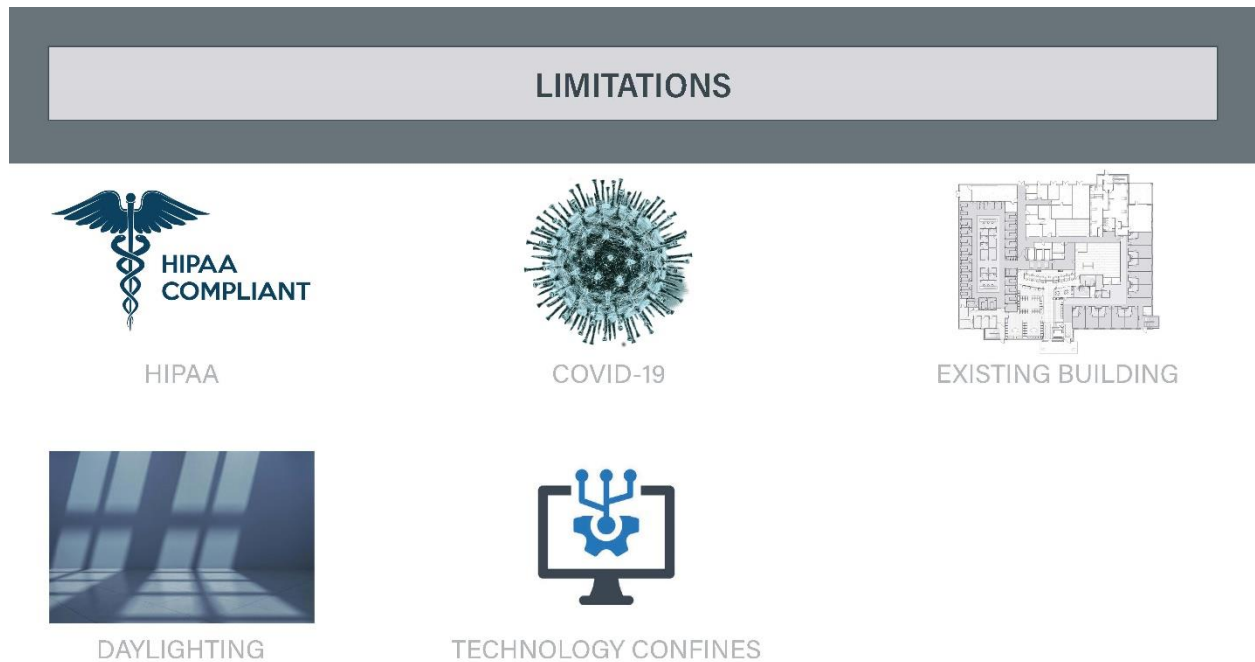 LIMITATIONS
HIPAA
COMPLIANT
HIPAA
COVID-19
EXISTING BUILDING
DAYLIGHTING
TECHNOLOGY CONFINES